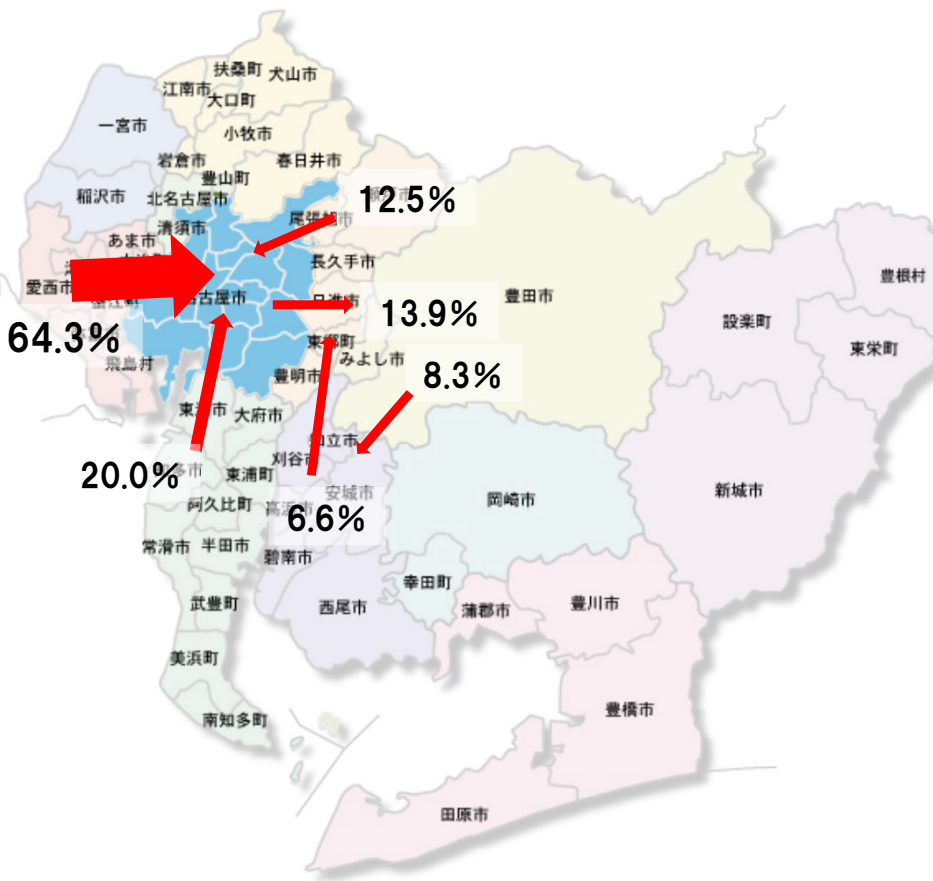 扶桑町
犬山市
江南市
大口町
一宮市
小牧市
岩倉市
春日井市
豊山町
稲沢市
北名古屋市
12.5%
尾張旭市
清須市
あま市
長久手市
愛西市
古屋市
日進市
豊田市
豊根村
13.9%
設楽町
64.3%
東郷町
東栄町
飛島村
みよし市
豊明市
8.3%
大府市
知立市
刈谷市
20.0%
東浦町
安城市
新城市
岡崎市
阿久比町
6.6%
常滑市
半田市
碧南市
幸田町
武豊町
西尾市
蒲郡市
豊川市
美浜町
南知多町
豊橋市
田原市